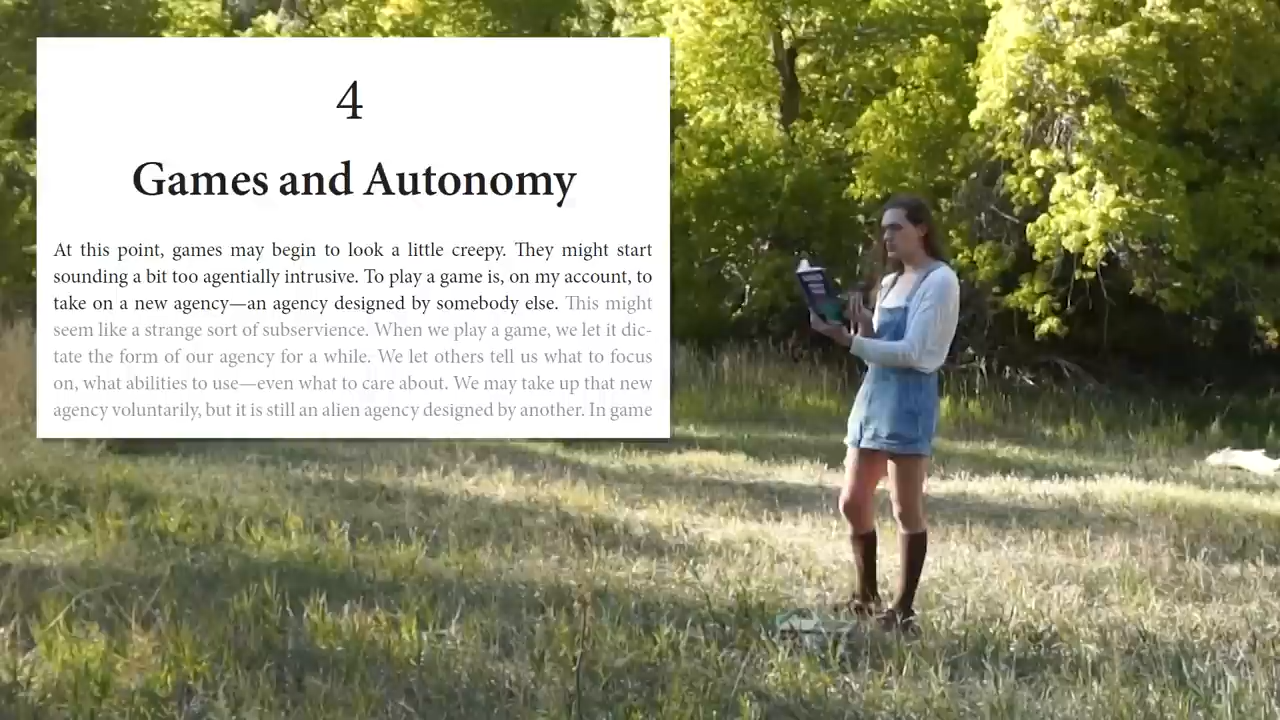 4
Games and Autonomy
At this point, games may begin to look a little creepy. They might start
sounding a bit too agentially intrusive. To play a game is, on my account, to
take on a new agency—an agency designed by somebody else. This might
seem like a strange sort of subservience. When we play a game, we let it dic-
tate the form of our agency for a while. We let others tell us what to focus
on, what abilities to use—even what to care about. We may take up that new
agency voluntarily, but it is still an alien agency designed by another. In game